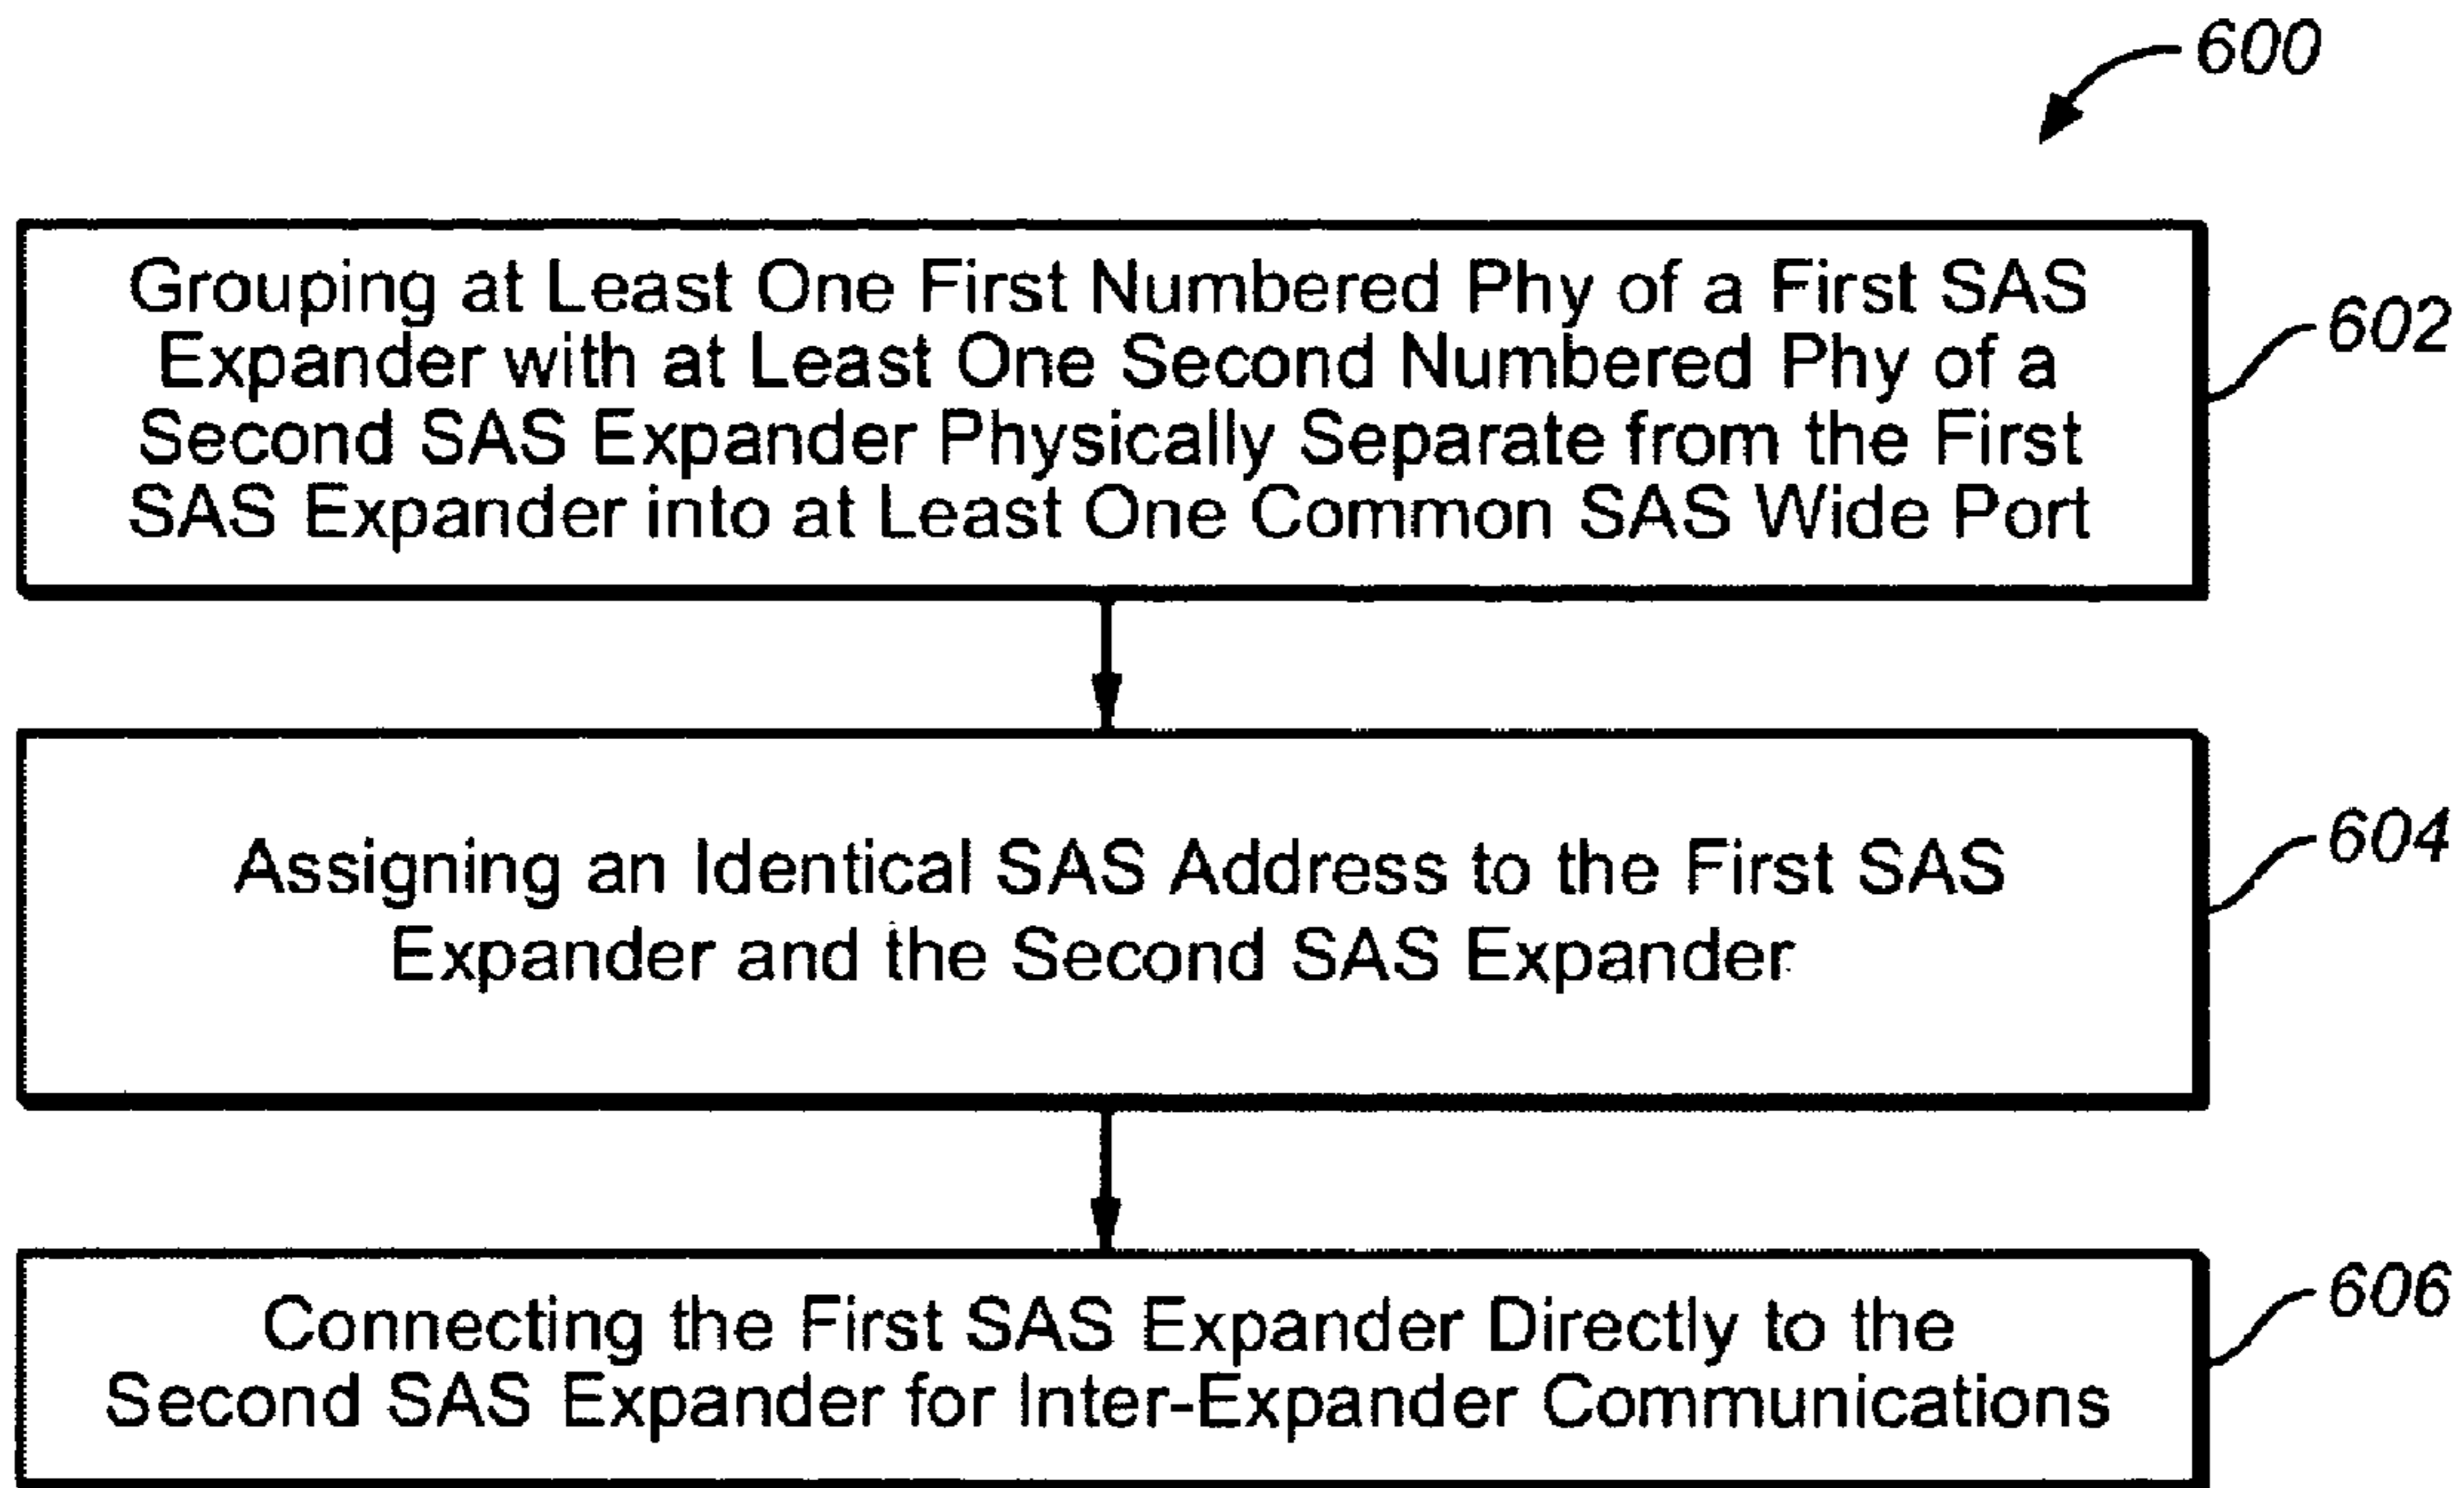 600
Grouping at Least One First Numbered Phy of a First SAS
Expander with at Least One Second Numbered Phy of a
Second SAS Expander Physically Separate from the First
SAS Expander into at Least One Common SAS Wide Port
602
Assigning an Identical SAS Address to the First SAS
Expander and the Second SAS Expander
604
Connecting the First SAS Expander Directly to the
Second SAS Expander for Inter-Expander Communications
606